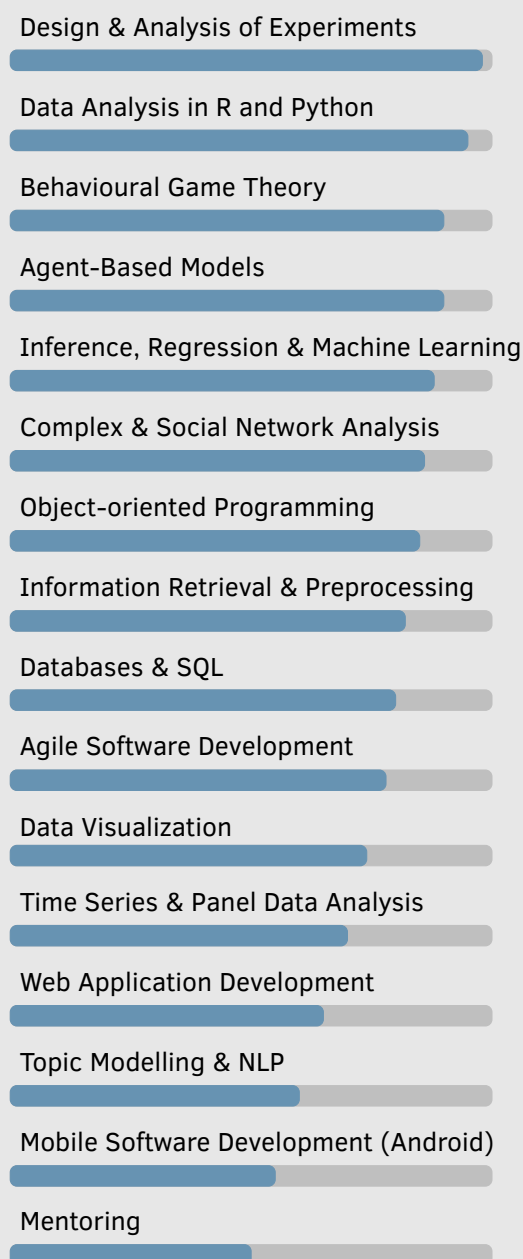 Design & Analysis of Experiments
Data Analysis in R and Python
Behavioural Game Theory
Agent-Based Models
Inference, Regression & Machine Learning
Complex & Social Network Analysis
Object-oriented Programming
Information Retrieval & Preprocessing
Databases & SQL
Agile Software Development
Data Visualization
Time Series & Panel Data Analysis
Web Application Development
Topic Modelling & NLP
Mobile Software Development (Android)
Mentoring